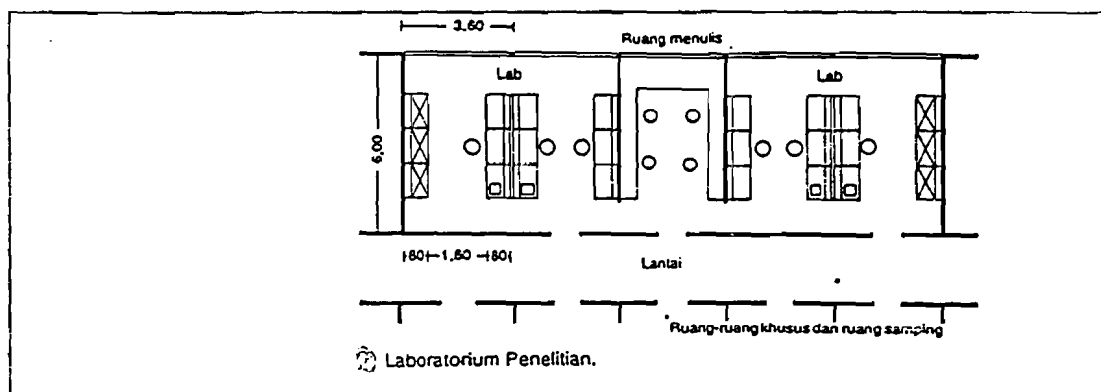 3,60
Ruang menulis
Lab
Lab
6,00
80 1,60 80
Lantai
Ruang-ruang khusus dan ruang samping
Laboratorium Penelitian.